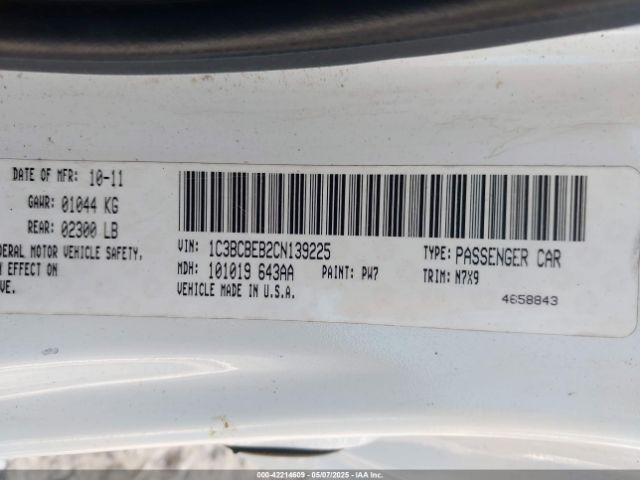 DATE OF MFR: 10-11
GAWR: 01044 KG
REAR: 02300 LB
DERAL MOTOR VEHICLE SAFETY,
N EFFECT ON
VE.
VIN: 1C3BCBEB2CN139225
TYPE: PASSENGER CAR
MDH: 101019 643AA
PAINT: PW7
TRIM: N7X9
VEHICLE MADE IN U.S.A.
4658843
000-42214609 - 05/07/2025 - IAA Inc. (or affiliate)